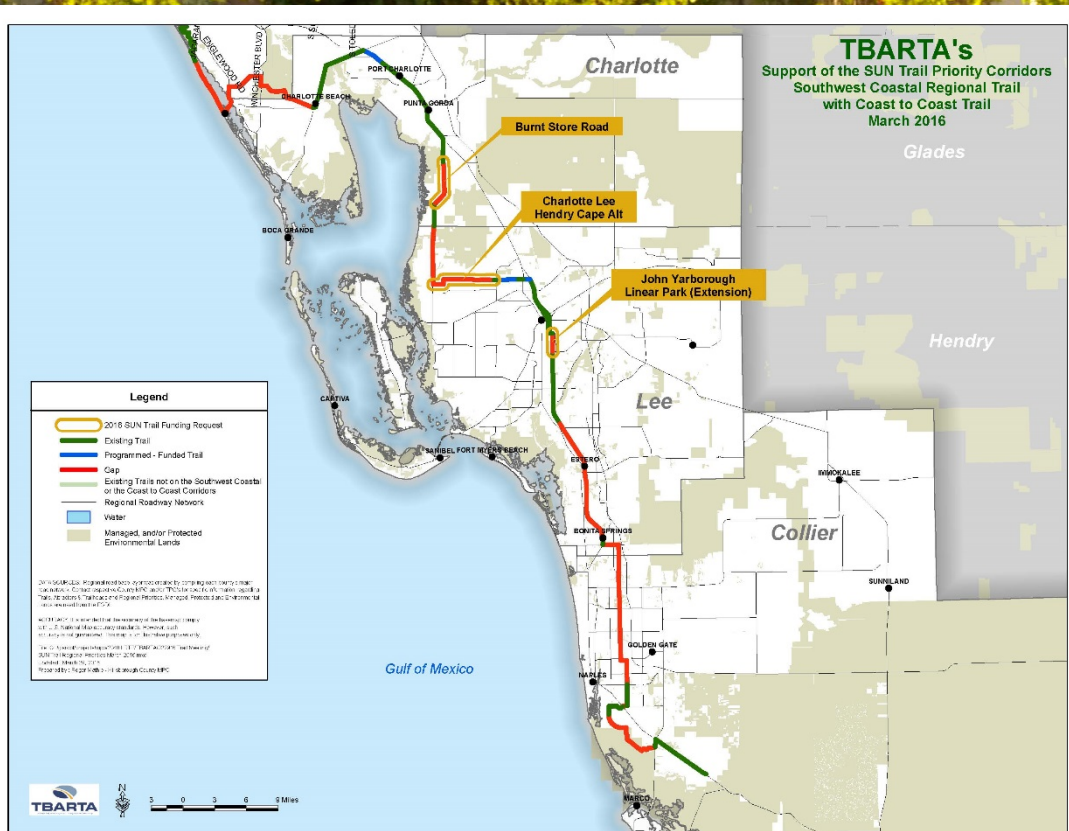 TBARTA's
Support of the SUN Trail Priority Corridors
Southwest Coastal Regional Trail
with Coast to Coast Trail
March 2016
ENGLEWOOD
WINCHESTER BLVD
Charlotte
Glades
PORT CHARLOTTE
CHARLOTTE BEACH
PUNTA GORDA
Burnt Store Road
Charlotte Lee
Hendry Cape Alt
BOCA GRANDE
John Yarborough
Linear Park (Extension)
Hendry
Lee
CAPTIVA
SANIBEL
FORT MYERS BEACH
ESTERO
IMMOKALEE
BONITA SPRINGS
Collier
SUNNILAND
GOLDEN GATE
NAPLES
Gulf of Mexico
MARCO
Legend
2016 SUN Trail Funding Request
Existing Trail
Programmed - Funded Trail
Gap
Existing Trails not on the Southwest Coastal
or the Coast to Coast Corridors
Regional Roadway Network
Water
Managed, and/or Protected
Environmental Lands
TBARTA
N
3 0 3 6 9 Miles